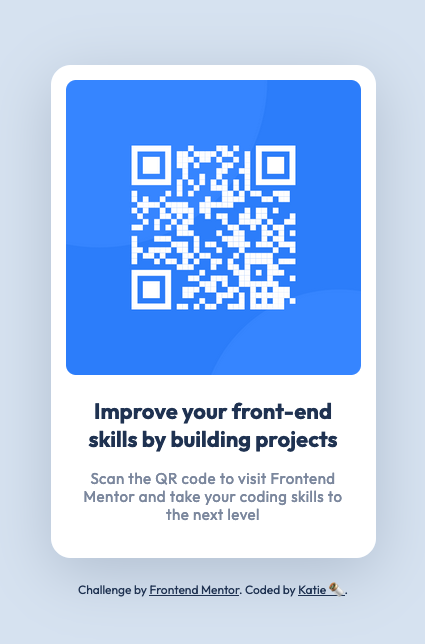 Improve your front-end
skills by building projects
Scan the QR code to visit Frontend
Mentor and take your coding skills to
the next level
Challenge by Frontend Mentor. Coded by Katie 🐚.